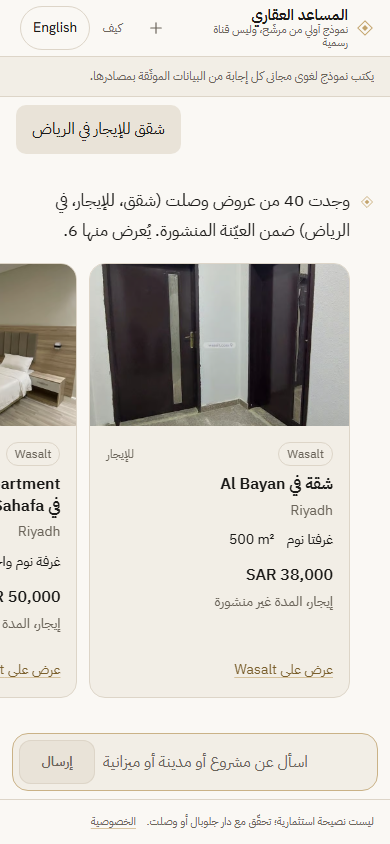 المساعد العقاري
نموذج أولي من مرشّح، وليس قناة
رسمية
+
كيف
English
يكتب نموذج لغوي مجاني كل إجابة من البيانات الموثّقة بمصادرها.
شقق للإيجار في الرياض
وجدت 40 من عروض وصلت (شقق، للإيجار، في
الرياض) ضمن العيّنة المنشورة. يُعرض منها 6.
Wasalt
للإيجار
شقة في Al Bayan
Riyadh
غرفتا نوم 500 m²
SAR 38,000
إيجار، المدة غير منشورة
عرض على Wasalt
Wasalt
artment
في Sahafa
Riyadh
غرفة نوم واح
R 50,000
إيجار، المدة
عرض على t
اسأل عن مشروع أو مدينة أو ميزانية
إرسال
ليست نصيحة استثمارية؛ تحقّق مع دار جلوبال أو وصلت. الخصوصية